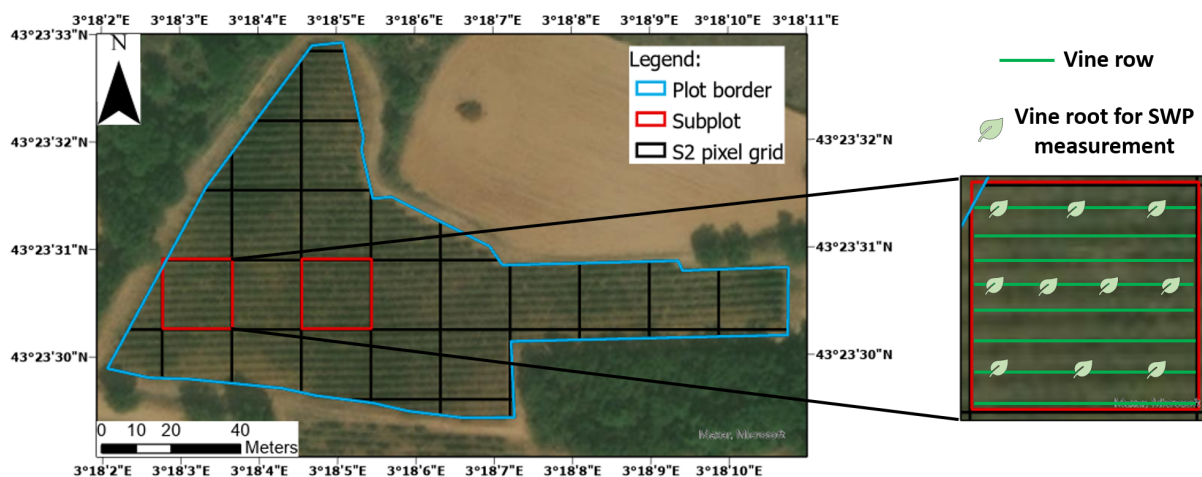 3°18'2"E 3°18'3"E 3°18'4"E 3°18'5"E 3°18'6"E 3°18'7"E 3°18'8"E 3°18'9"E 3°18'10"E 3°18'11"E
43°23'33"N
N
Legend:
Plot border
Subplot
S2 pixel grid
43°23'32"N
43°23'32"N
43°23'31"N
43°23'31"N
43°23'30"N
43°23'30"N
0 10 20 40
Meters
Maxar, Microsoft
3°18'2"E 3°18'3"E 3°18'4"E 3°18'5"E 3°18'6"E 3°18'7"E 3°18'8"E 3°18'9"E 3°18'10"E
Vine row
Vine root for SWP
measurement
Maxar, Microsoft